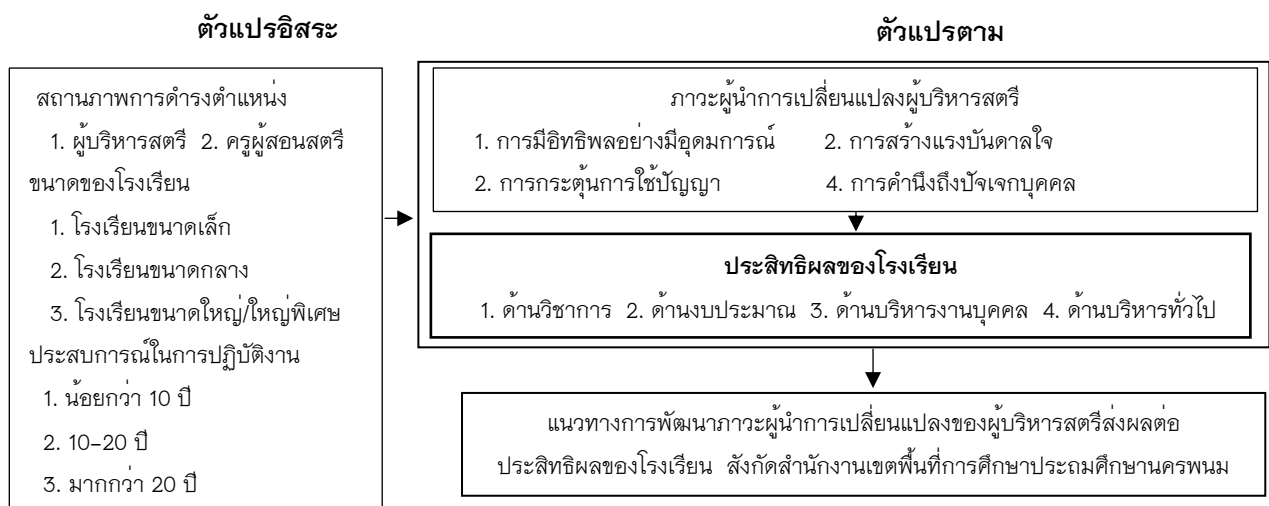 ตัวแปรอิสระ
สถานภาพการดำรงตำแหน่ง
1. ผู้บริหารสตรี 2. ครูผู้สอนสตรี
ขนาดของโรงเรียน
1. โรงเรียนขนาดเล็ก
2. โรงเรียนขนาดกลาง
3. โรงเรียนขนาดใหญ่/ใหญ่พิเศษ
ประสบการณ์ในการปฏิบัติงาน
1. น้อยกว่า 10 ปี
2. 10–20 ปี
3. มากกว่า 20 ปี
ตัวแปรตาม
ภาวะผู้นำการเปลี่ยนแปลงผู้บริหารสตรี
1. การมีอิทธิพลอย่างมีอุดมการณ์ 2. การสร้างแรงบันดาลใจ
2. การกระตุ้นการใช้ปัญญา 4. การคำนึงถึงปัจเจกบุคคล
ประสิทธิผลของโรงเรียน
1. ด้านวิชาการ 2. ด้านงบประมาณ 3. ด้านบริหารงานบุคคล 4. ด้านบริหารทั่วไป
แนวทางการพัฒนาภาวะผู้นำการเปลี่ยนแปลงของผู้บริหารสตรีส่งผลต่อ
ประสิทธิผลของโรงเรียน สังกัดสำนักงานเขตพื้นที่การศึกษาประถมศึกษานครพนม